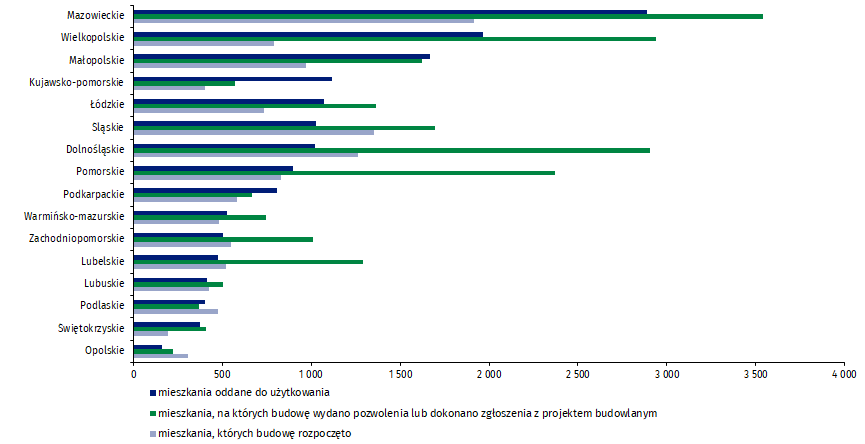 Mazowieckie
Wielkopolskie
Małopolskie
Kujawsko-pomorskie
Łódzkie
Śląskie
Dolnośląskie
Pomorskie
Podkarpackie
Warmińsko-mazurskie
Zachodniopomorskie
Lubelskie
Lubuskie
Podlaskie
Świętokrzyskie
Opolskie
0 500 1 000 1 500 2 000 2 500 3 000 3 500 4 000
mieszkania oddane do użytkowania
mieszkania, na których budowę wydano pozwolenia lub dokonano zgłoszenia z projektem budowlanym
mieszkania, których budowę rozpoczęto